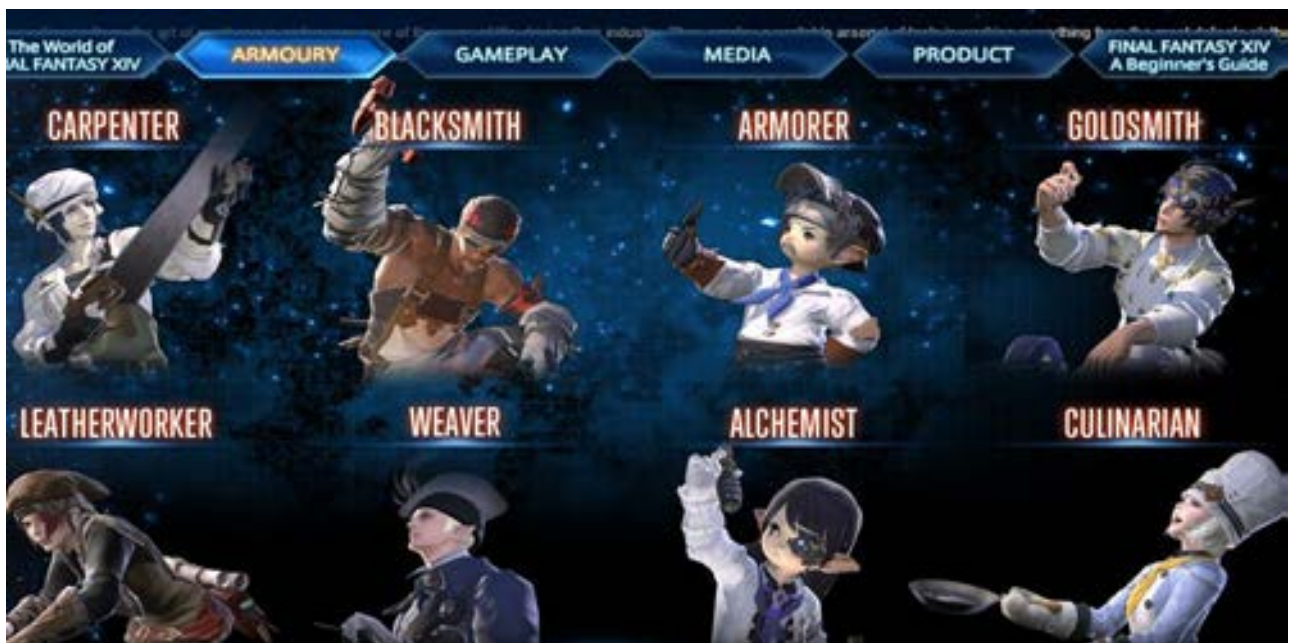 The World of
AL FANTASY XIV
ARMOURY
GAMEPLAY
MEDIA
PRODUCT
FINAL FANTASY XIV
A Beginner's Guide
CARPENTER
BLACKSMITH
ARMORER
GOLDSMITH
LEATHERWORKER
WEAVER
ALCHEMIST
CULINARIAN